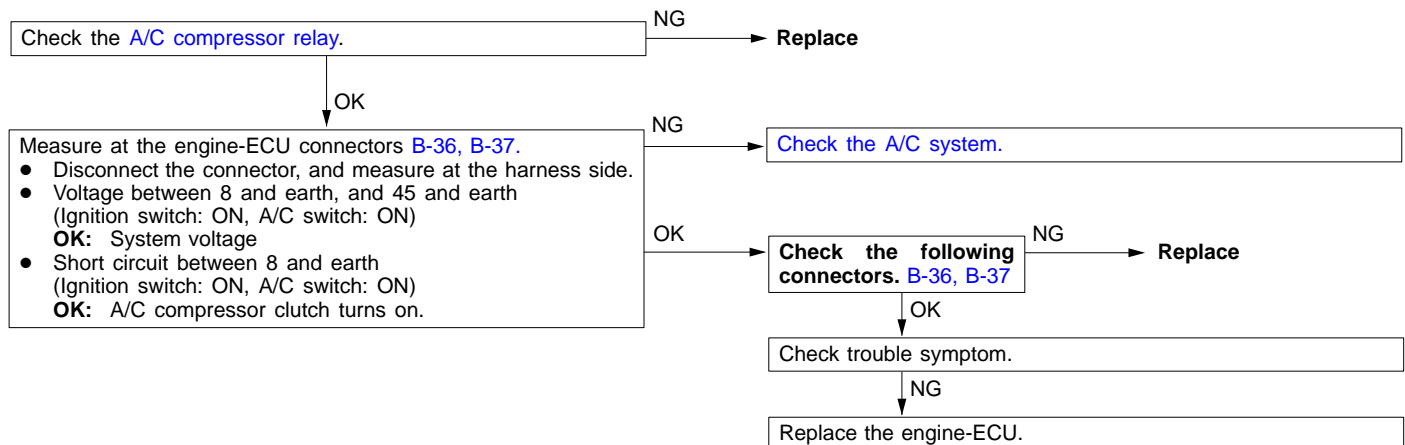 Check the A/C compressor relay.
NG
Replace
OK
Measure at the engine-ECU connectors B-36, B-37.
● Disconnect the connector, and measure at the harness side.
● Voltage between 8 and earth, and 45 and earth
(Ignition switch: ON, A/C switch: ON)
OK: System voltage
● Short circuit between 8 and earth
(Ignition switch: ON, A/C switch: ON)
OK: A/C compressor clutch turns on.
NG
Check the A/C system.
OK
Check the following
connectors. B-36, B-37
NG
Replace
OK
Check trouble symptom.
NG
Replace the engine-ECU.